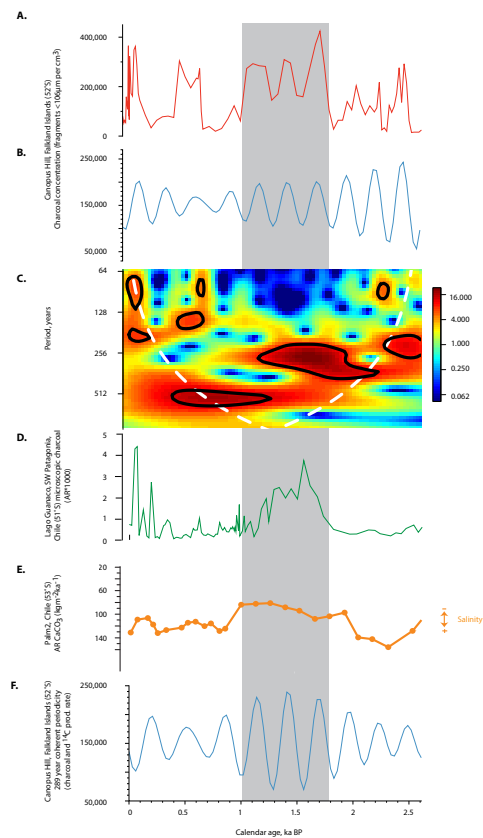 A.
Canopus Hill, Falkland Islands (52°S)
Charcoal concentration (fragments <106μm per cm³)
400,000
200,000
0
B.
250,000
150,000
50,000
C.
Period, years
64
128
256
512
16.000
4.000
1.000
0.250
0.062
D.
Lago Guanaco, SW Patagonia,
Chile (51°S) microscopic charcoal
(AR*1000)
5
4
3
2
1
0
E.
Palm2, Chile (53°S)
AR CaCO₃ (kgm⁻²ka⁻¹)
20
60
100
140
−
+
Salinity
F.
Canopus Hill, Falkland Islands (52°S)
289 year coherent periodicity
(charcoal and ¹⁴C prod. rate)
250,000
150,000
50,000
0 0.5 1 1.5 2 2.5
Calendar age, ka BP